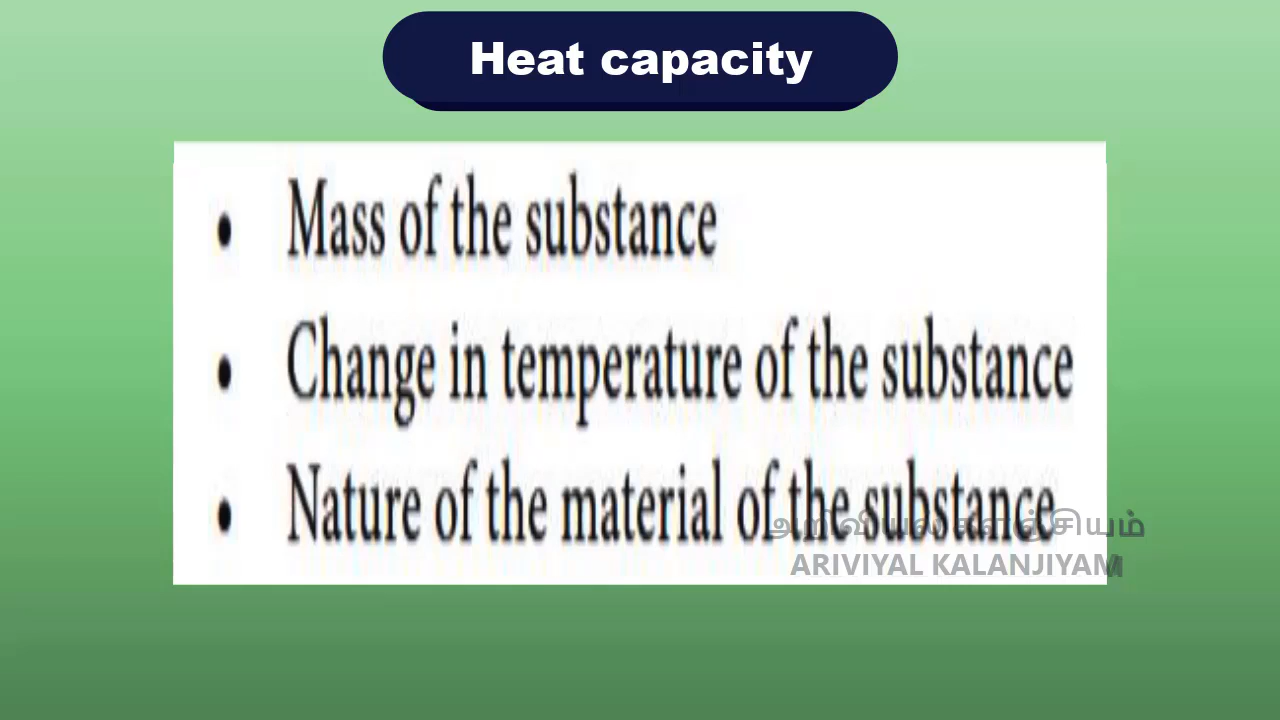 Heat capacity
• Mass of the substance
• Change in temperature of the substance
• Nature of the material of the substance
அறிவியல் களஞ்சியம்
ARIVIYAL KALANJIYAM